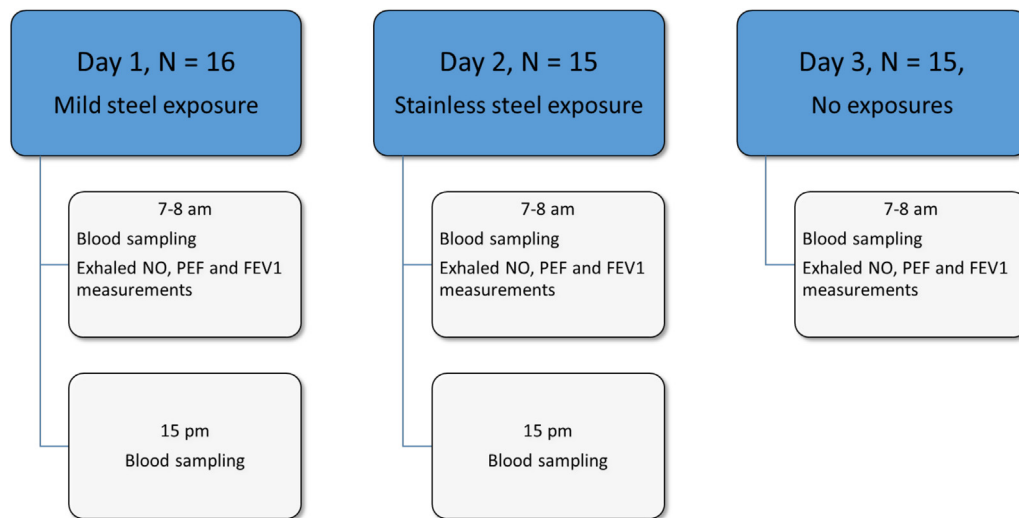 Day 1, N = 16
Mild steel exposure
7-8 am
Blood sampling
Exhaled NO, PEF and FEV1
measurements
15 pm
Blood sampling
Day 2, N = 15
Stainless steel exposure
7-8 am
Blood sampling
Exhaled NO, PEF and FEV1
measurements
15 pm
Blood sampling
Day 3, N = 15,
No exposures
7-8 am
Blood sampling
Exhaled NO, PEF and FEV1
measurements